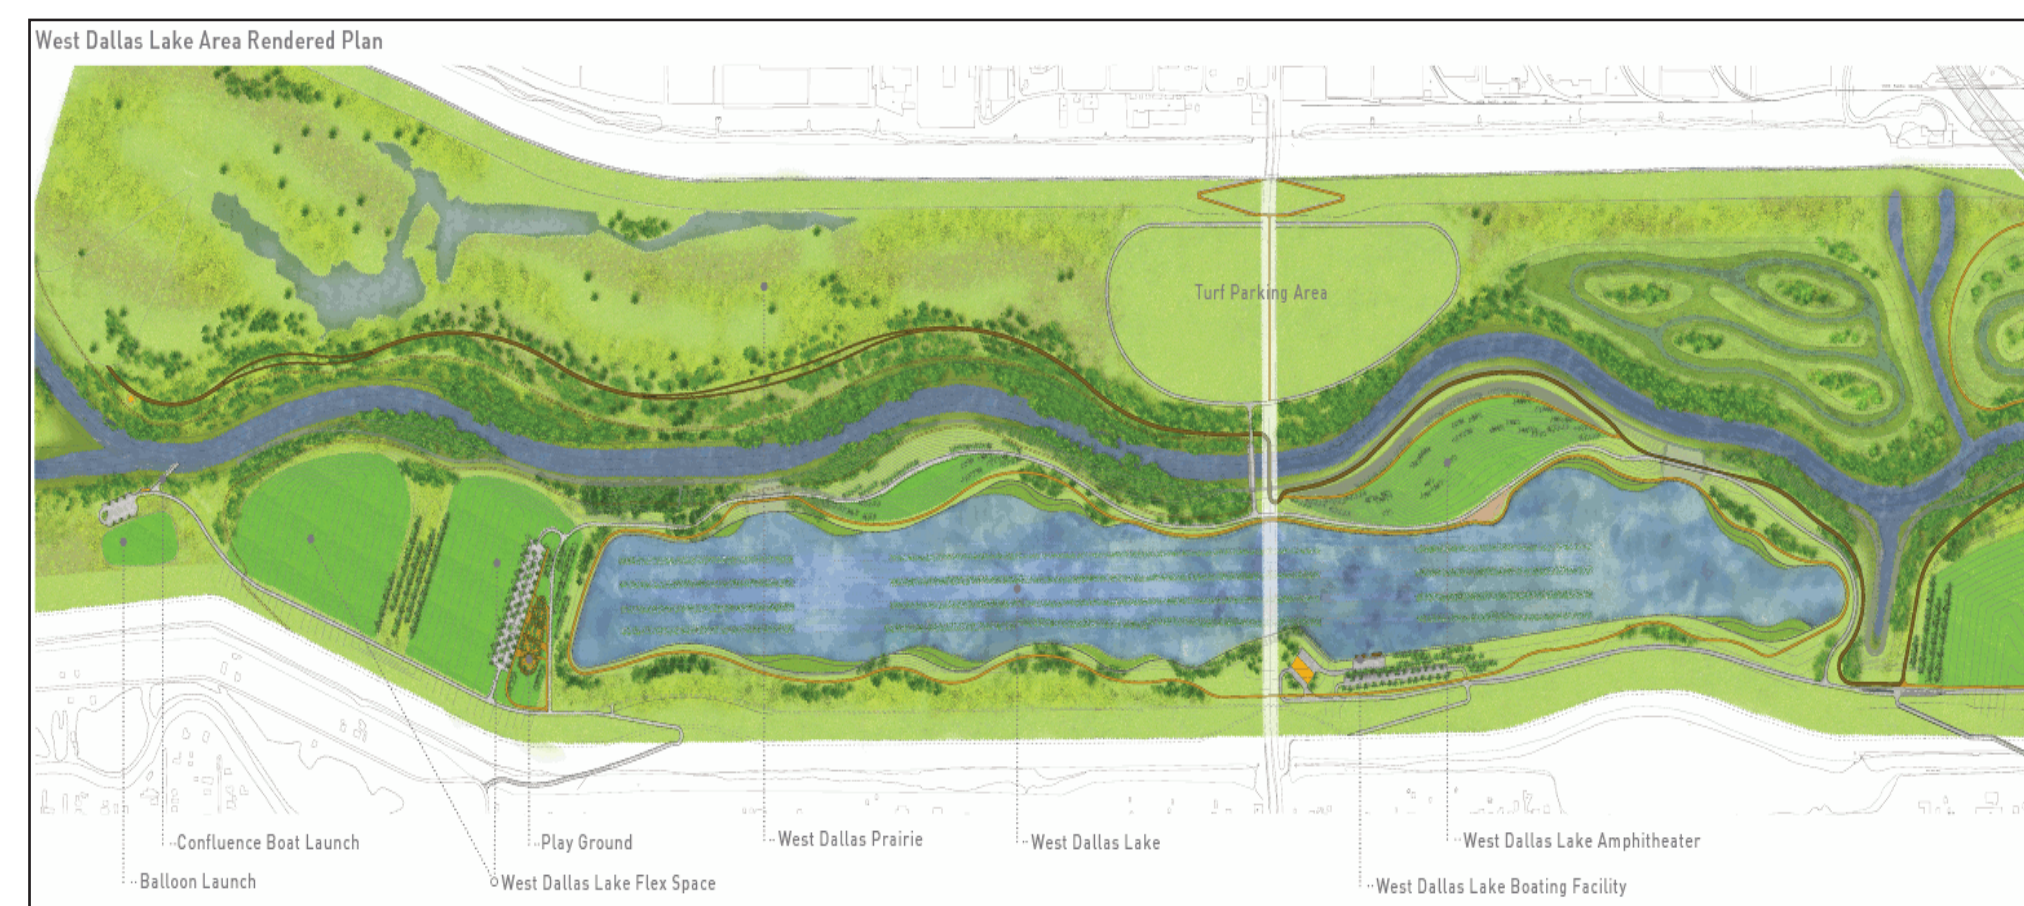 West Dallas Lake Area Rendered Plan
Turf Parking Area
Confluence Boat Launch
Play Ground
West Dallas Prairie
West Dallas Lake
West Dallas Lake Amphitheater
Balloon Launch
West Dallas Lake Flex Space
West Dallas Lake Boating Facility